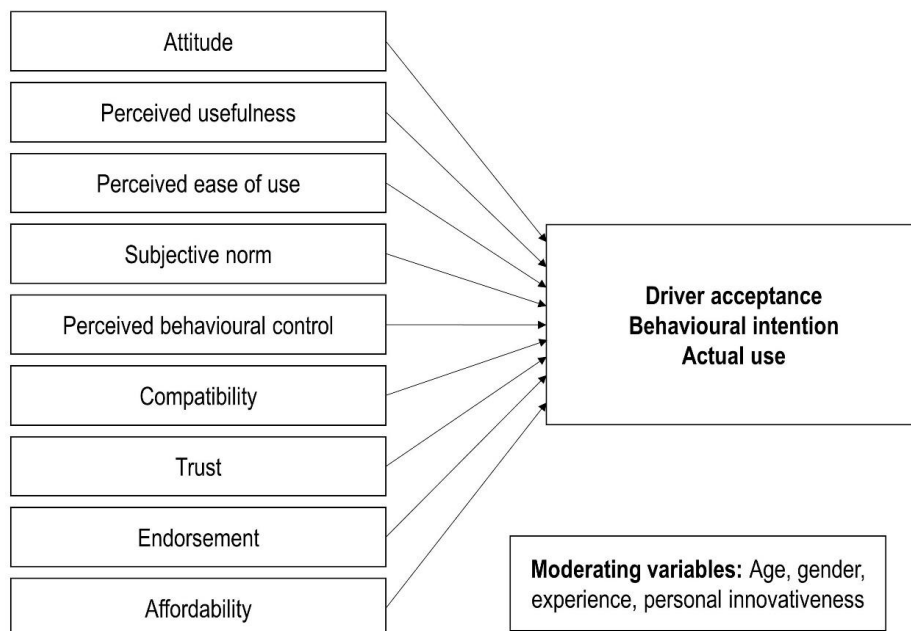 Attitude
Perceived usefulness
Perceived ease of use
Subjective norm
Perceived behavioural control
Compatibility
Trust
Endorsement
Affordability
Driver acceptance
Behavioural intention
Actual use
Moderating variables: Age, gender,
experience, personal innovativeness